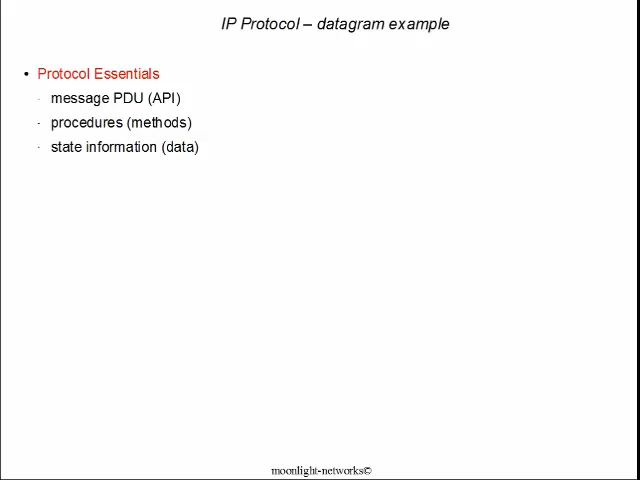 IP Protocol – datagram example
• Protocol Essentials
- message PDU (API)
- procedures (methods)
- state information (data)
moonlight-networks©